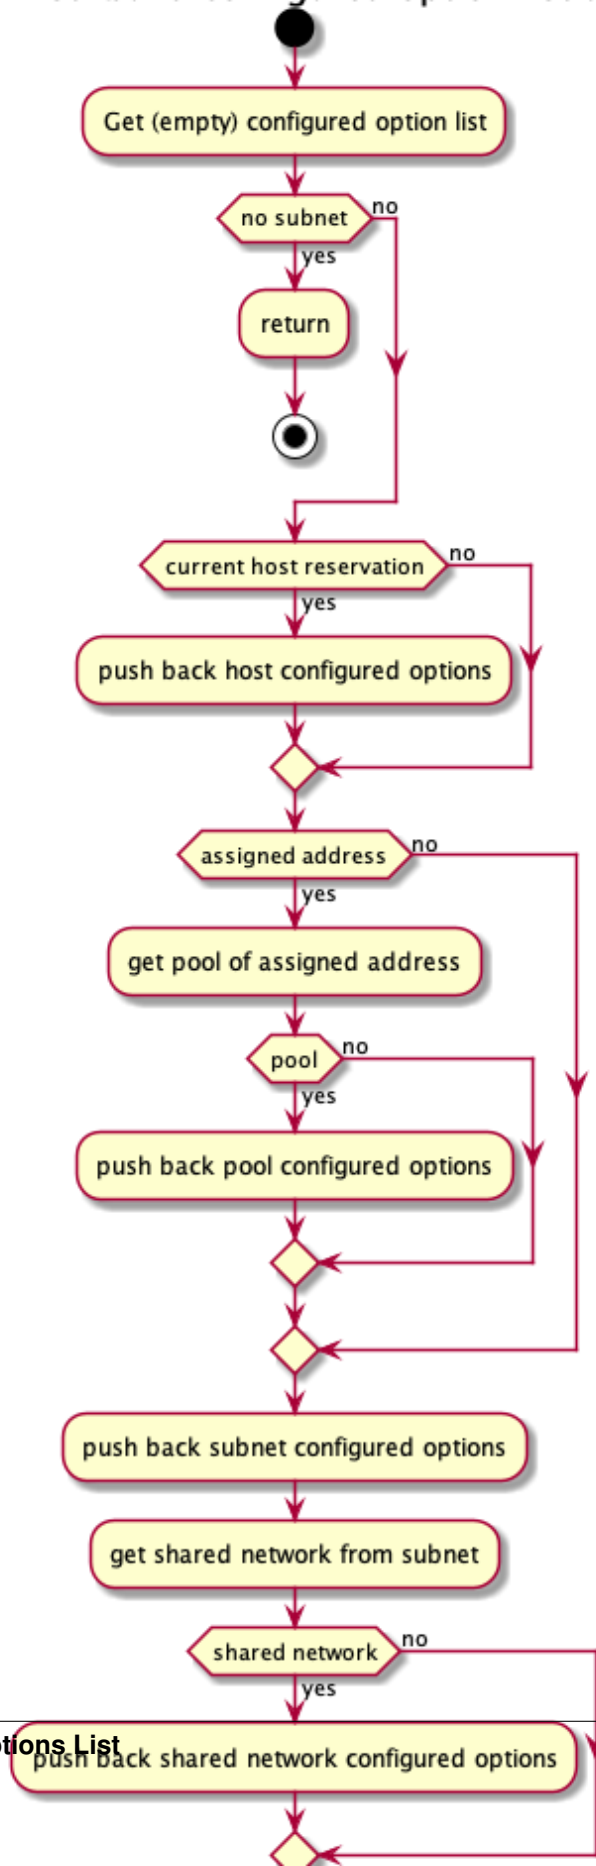 Get (empty) configured option list
no subnet
no
yes
return
current host reservation
no
yes
push back host configured options
assigned address
no
yes
get pool of assigned address
pool
no
yes
push back pool configured options
push back subnet configured options
get shared network from subnet
shared network
no
yes
tions List
push back shared network configured options